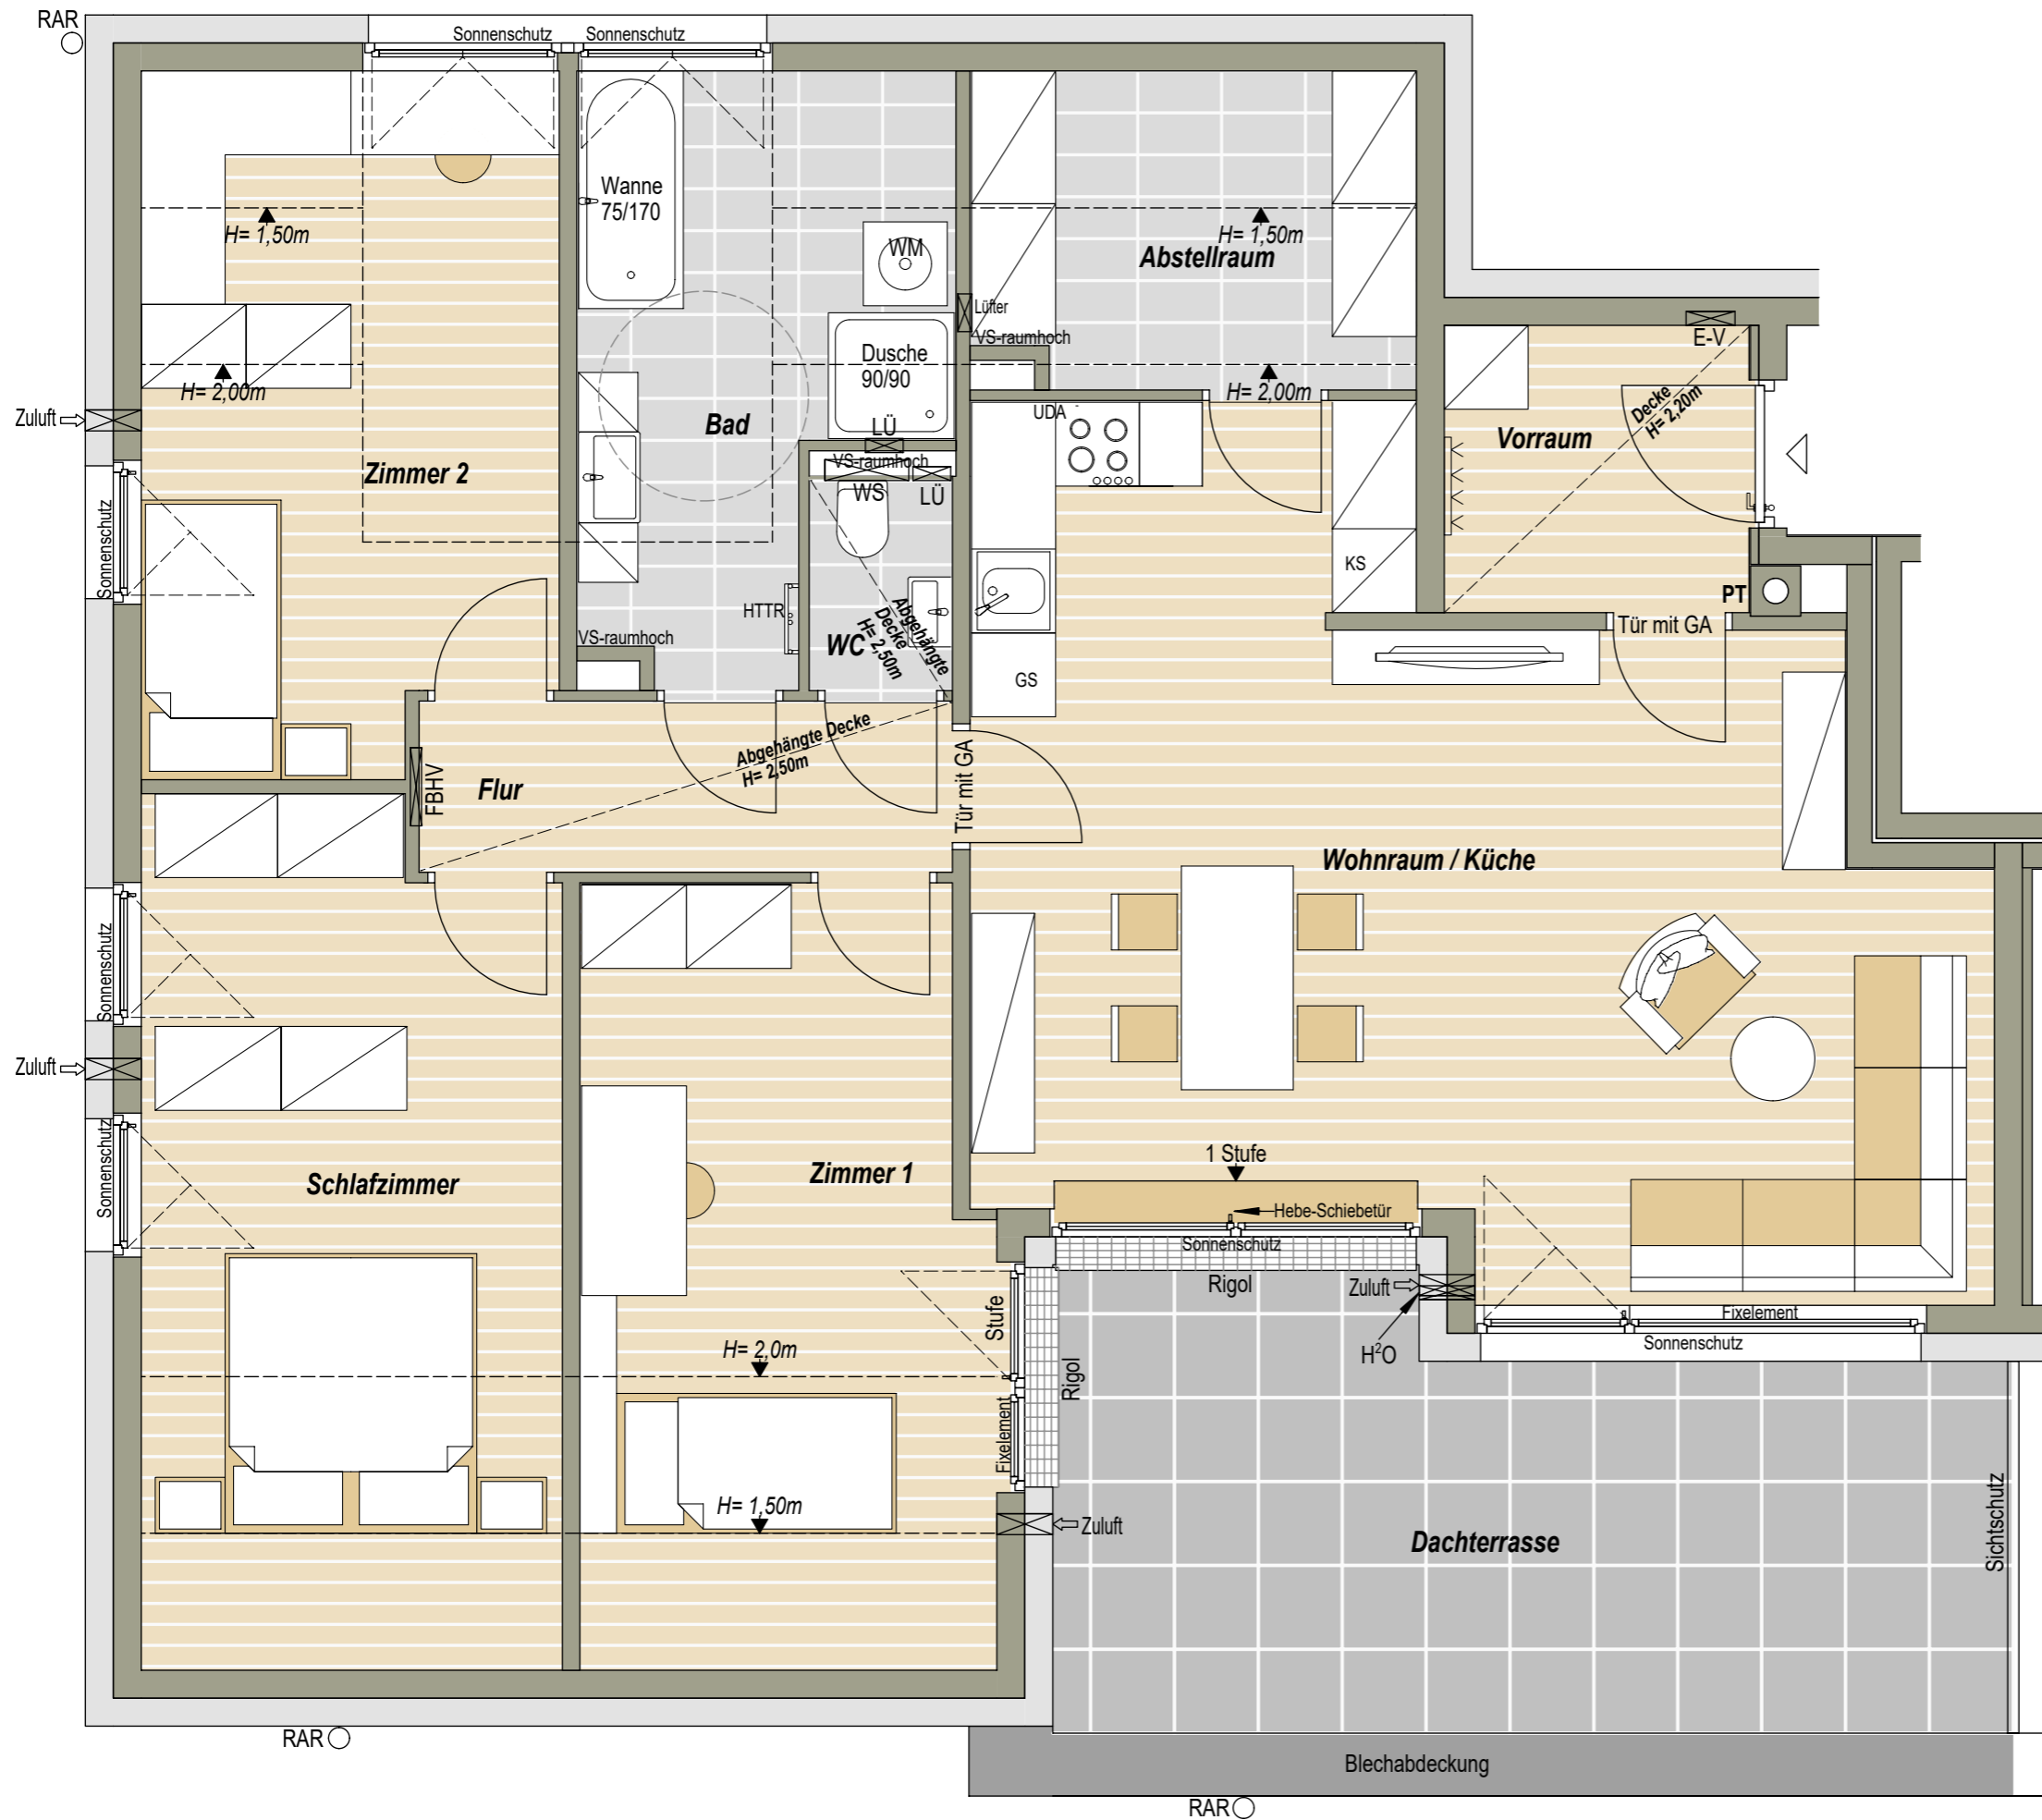 RAR
Sonnenschutz
Sonnenschutz
Wanne
75/170
WM
H= 1,50m
H= 1,50m
Abstellraum
Lüfter
VS-raumhoch
E-V
Dusche
90/90
H= 2,00m
H= 2,00m
Decke
H= 2,20m
Zuluft
UDA
Bad
LÜ
Vorraum
VS-raumhoch
Zimmer 2
WS
LÜ
Sonnenschutz
KS
HTTR
PT
Abgehängte
Decke
H= 2,50m
WC
VS-raumhoch
Tür mit GA
GS
Abgehängte Decke
H= 2,50m
Tür mit GA
FBHV
Flur
Wohnraum / Küche
Sonnenschutz
Zuluft
Sonnenschutz
1 Stufe
Zimmer 1
Schlafzimmer
Hebe-Schiebetür
Sonnenschutz
Rigol
Zuluft
Stufe
Fixelement
Sonnenschutz
H= 2,0m
H²O
Rigol
Fixelement
H= 1,50m
Zuluft
Dachterrasse
Sichtschutz
RAR
Blechabdeckung
RAR